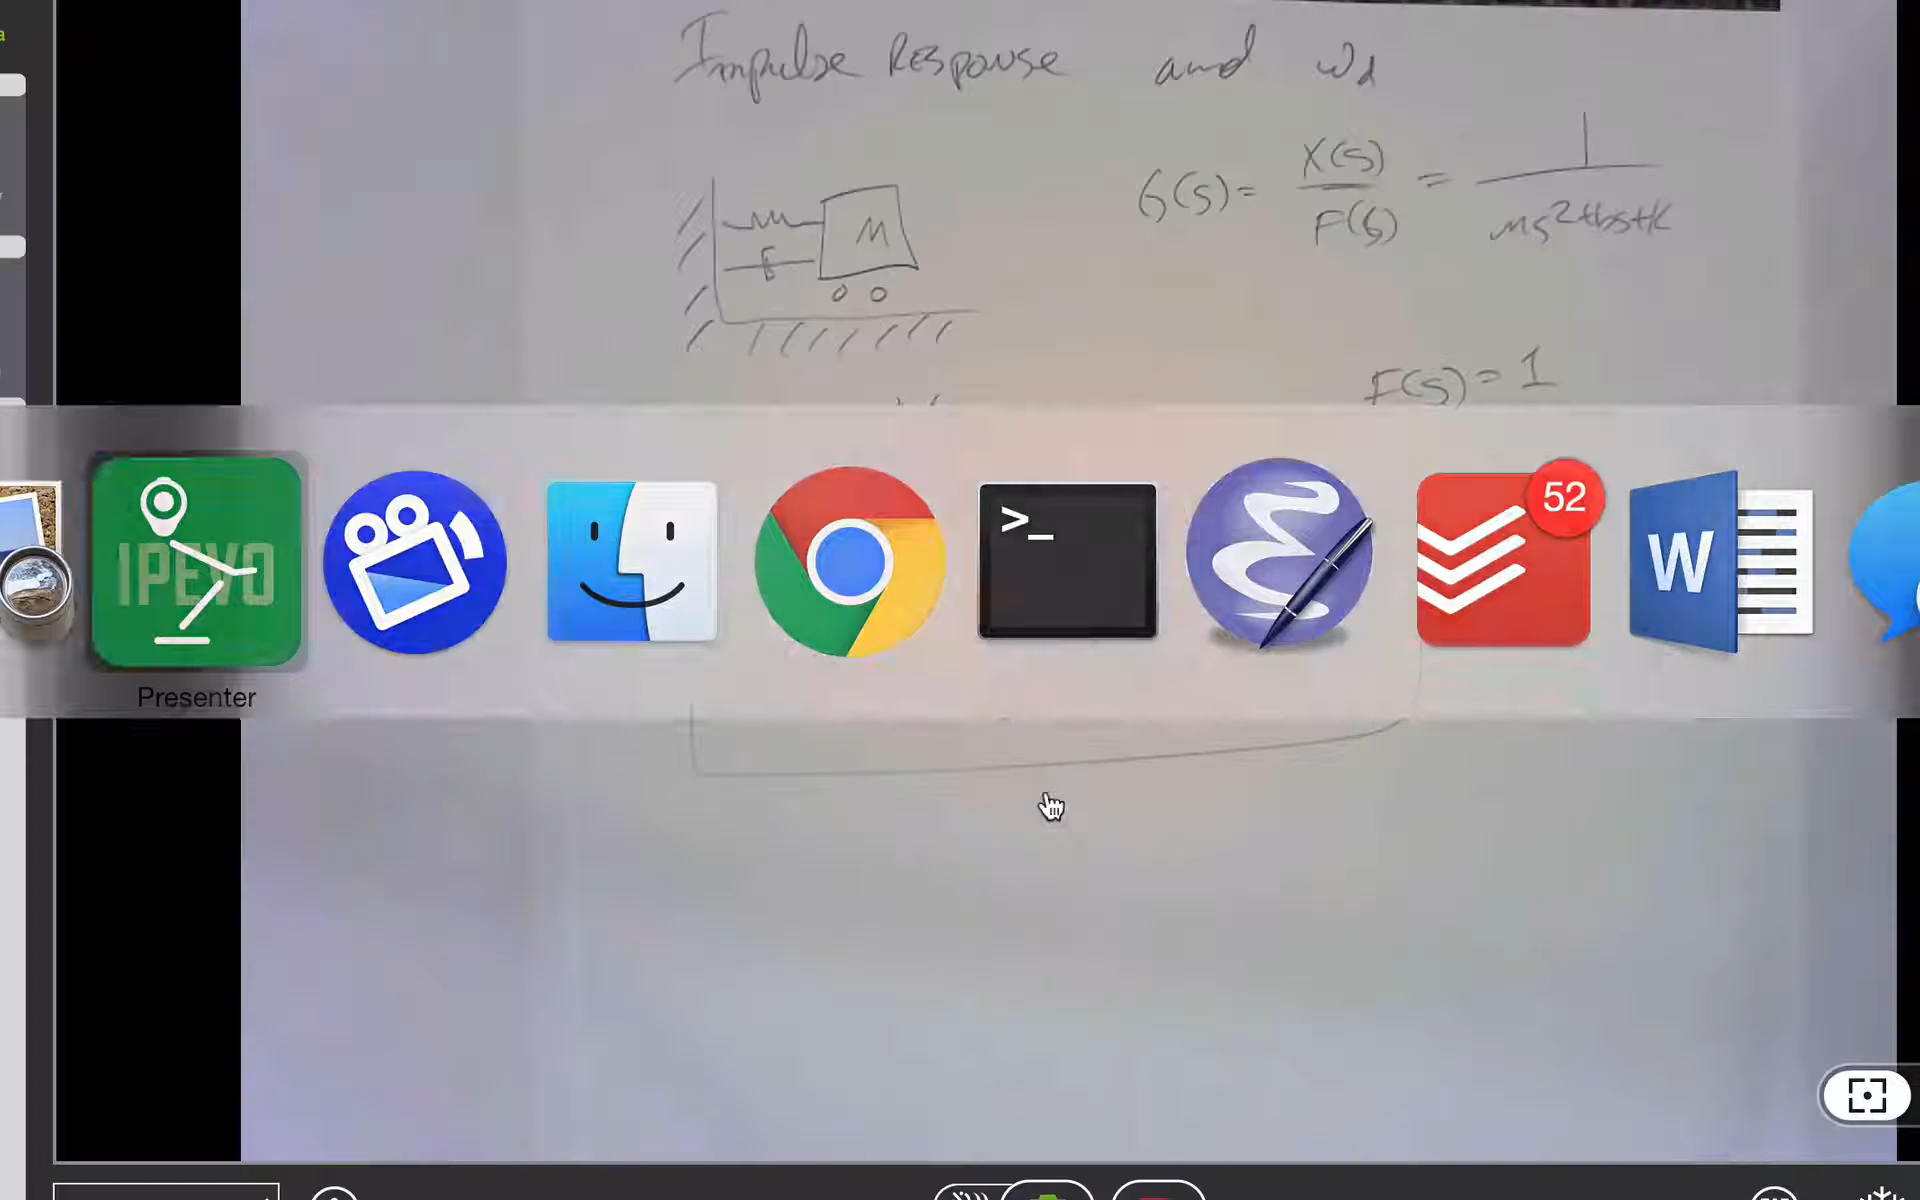 a
Impulse Response and ωd
G(s) = X(s) / F(s) = 1 / ms²+bs+k
M
F(s) = 1
IPEVO
>_
52
W
Presenter